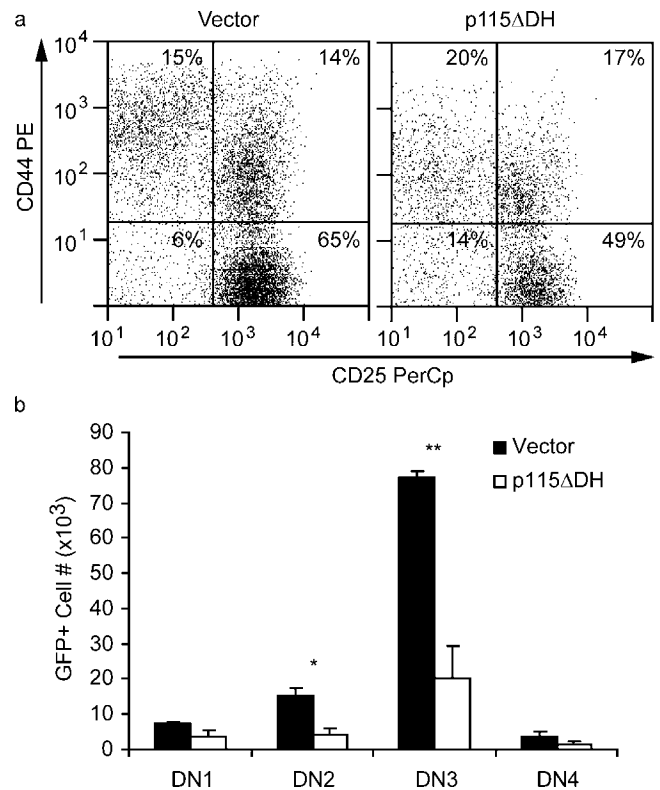 a
Vector
p115ΔDH
CD44 PE
10⁴
10³
10²
10¹
15%
14%
6%
65%
20%
17%
14%
49%
10¹ 10² 10³ 10⁴
10¹ 10² 10³ 10⁴
CD25 PerCp
b
GFP+ Cell # (x10³)
90
80
70
60
50
40
30
20
10
0
*
**
Vector
p115ΔDH
DN1 DN2 DN3 DN4